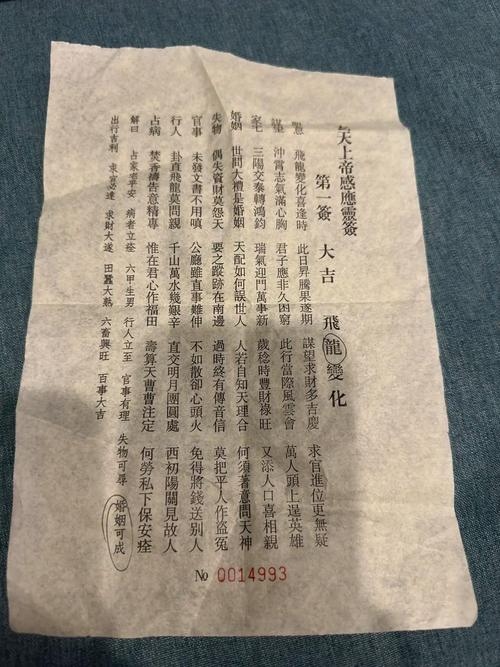 玄天上帝感應靈簽
第一簽 大吉 飛龍變化
飛龍變化喜逢時 此日昇騰果遂期 謀望求財多吉慶 求官進位更無疑
謀望 沖霄志氣滿心胸 君子應非久困窮 此行當際風雲會 萬人頭上逞英雄
家宅 三陽交泰轉鴻鈞 瑞氣迎門萬事新 歲稔時豐財祿旺 又添人口喜相親
婚姻 世間大禮是婚姻 天配如何誤世人 人若自知天理合 何須著意問天神
失物 偶失資財莫怨天 要之蹤跡在南邊 過時終有傳音信 莫把平人作盜冤
官事 未發文書不用嗔 公廳雖直事難伸 不如散卻心頭火 免得將錢送別人
行人 卦直飛龍莫問親 千山萬水幾艱辛 直交明月團圓處 西初陽關見故人
占病 焚香禱告意精專 惟在君心作福田 壽算天曹曹注定 何勞私下保安痊
解曰 占家宅平安 病者立痊 六甲生男 行人立至 官事有理 失物可尋 婚姻可成
出行吉利 求官易達 求財大遂 田蠶大熟 六畜興旺 百事大吉
No 0014993